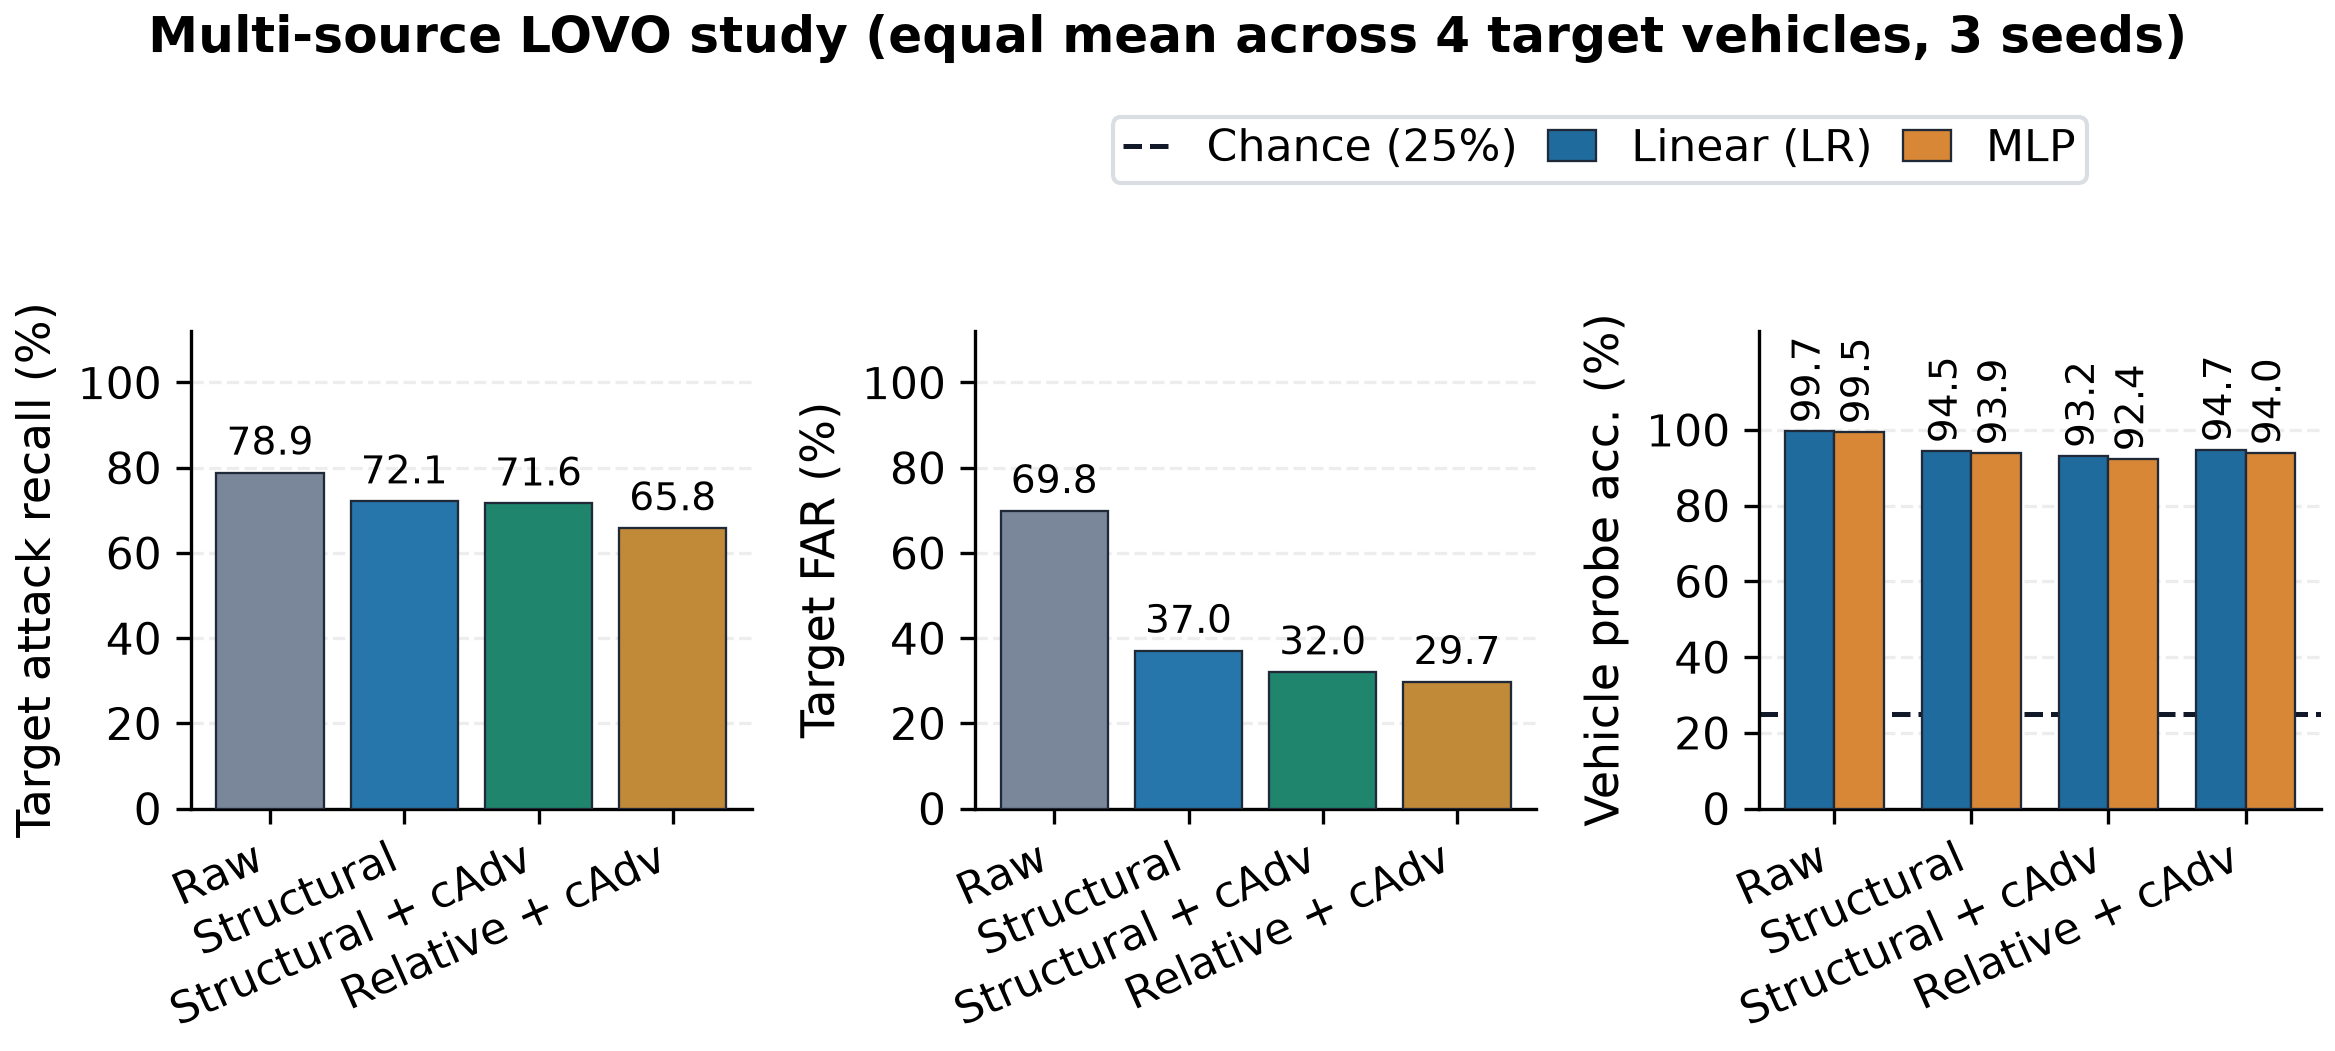 Multi-source LOVO study (equal mean across 4 target vehicles, 3 seeds)
Chance (25%) Linear (LR) MLP
Target attack recall (%)
100
80
60
40
20
0
78.9
72.1
71.6
65.8
Raw
Structural
Structural + cAdv
Relative + cAdv
Target FAR (%)
100
80
60
40
20
0
69.8
37.0
32.0
29.7
Raw
Structural
Structural + cAdv
Relative + cAdv
Vehicle probe acc. (%)
100
80
60
40
20
0
99.7
99.5
94.5
93.9
93.2
92.4
94.7
94.0
Raw
Structural
Structural + cAdv
Relative + cAdv